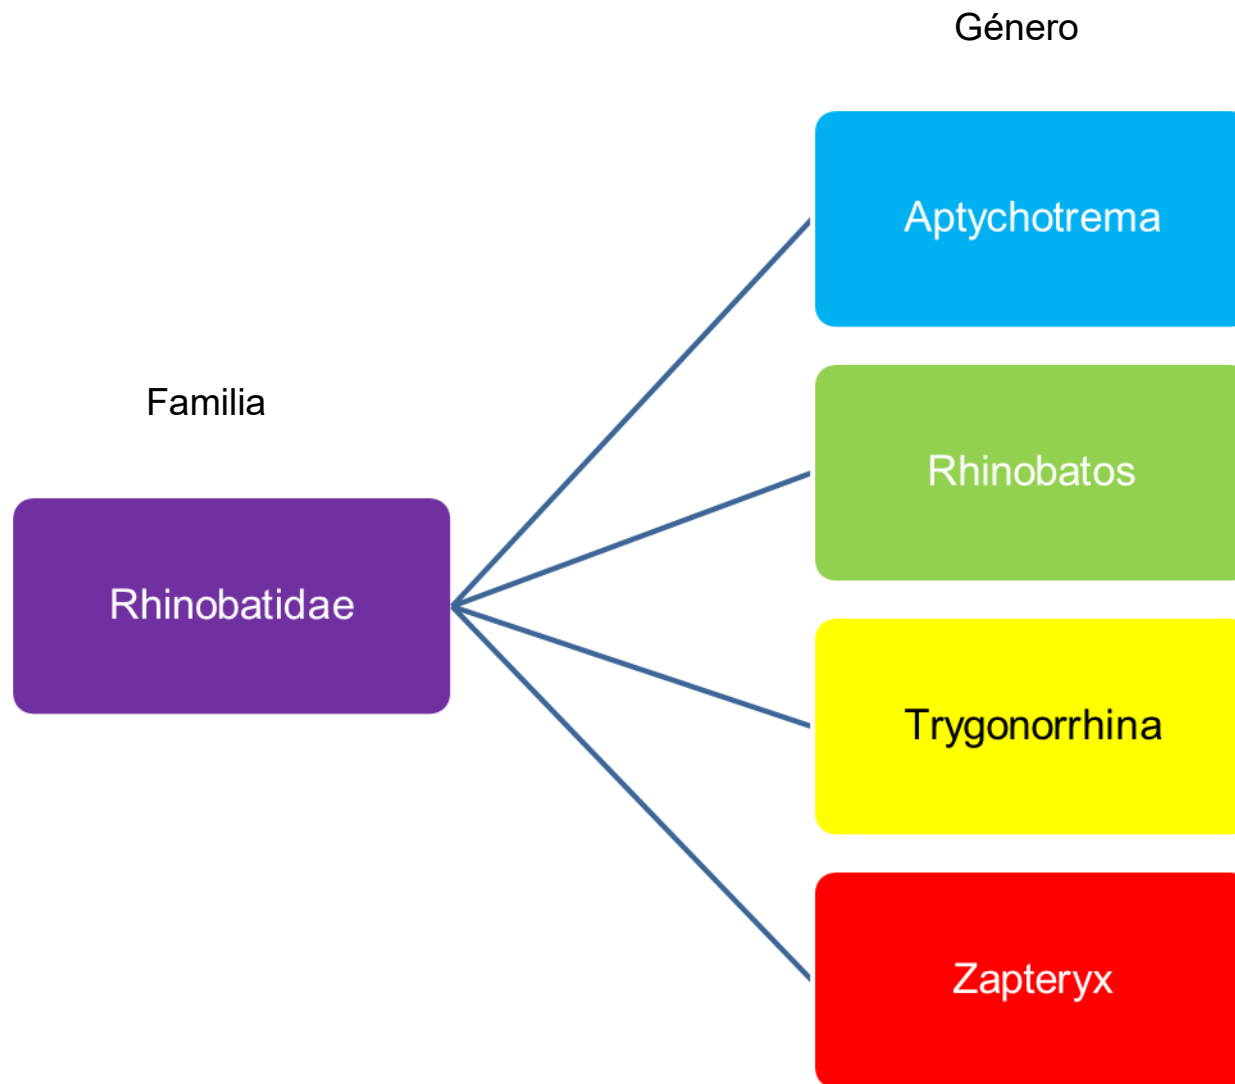 Género
Aptychotrema
Familia
Rhinobatos
Rhinobatidae
Trygonorrhina
Zapteryx